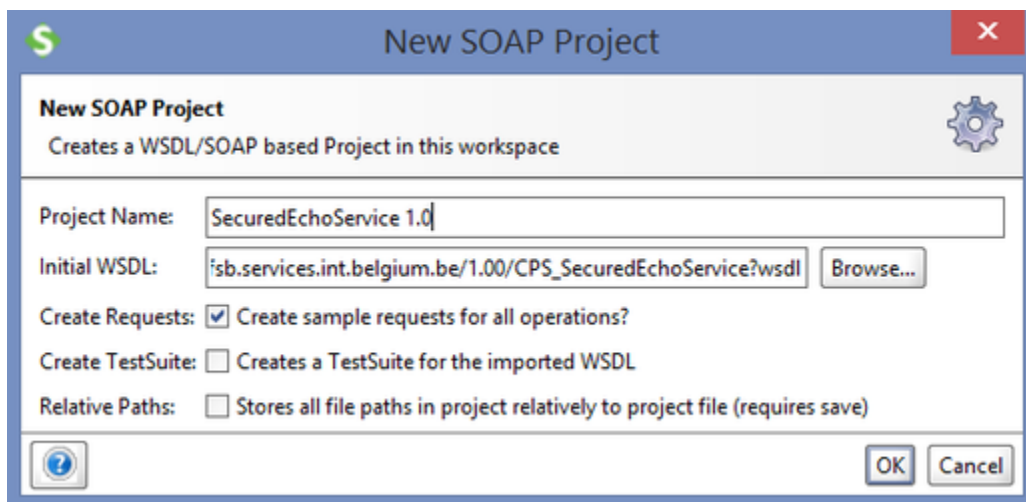 New SOAP Project
New SOAP Project
Creates a WSDL/SOAP based Project in this workspace
Project Name: SecuredEchoService 1.0
Initial WSDL: fsb.services.int.belgium.be/1.00/CPS_SecuredEchoService?wsdl Browse...
Create Requests: Create sample requests for all operations?
Create TestSuite: Creates a TestSuite for the imported WSDL
Relative Paths: Stores all file paths in project relatively to project file (requires save)
OK Cancel